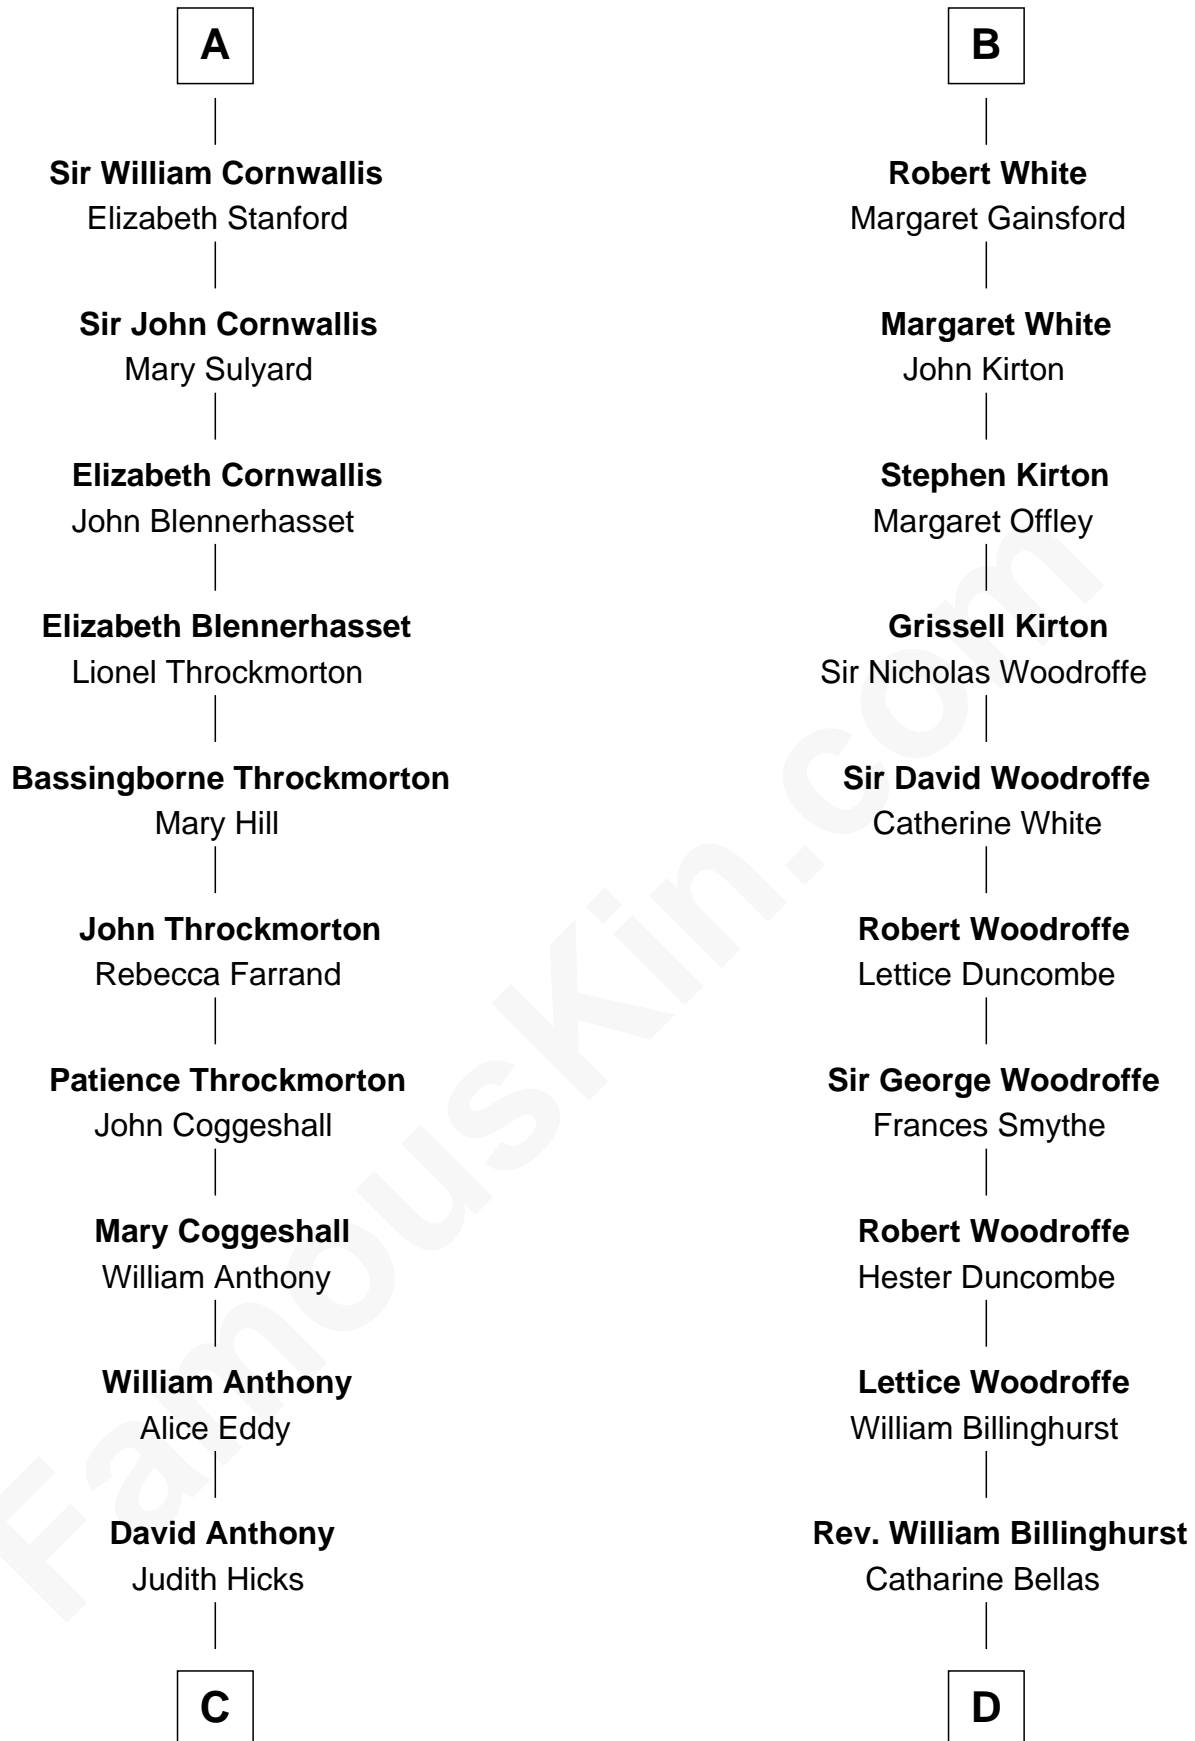 A
Sir William Cornwallis
Elizabeth Stanford
Sir John Cornwallis
Mary Sulyard
Elizabeth Cornwallis
John Blennerhasset
Elizabeth Blennerhasset
Lionel Throckmorton
Bassingborne Throckmorton
Mary Hill
John Throckmorton
Rebecca Farrand
Patience Throckmorton
John Coggeshall
Mary Coggeshall
William Anthony
William Anthony
Alice Eddy
David Anthony
Judith Hicks
C
B
Robert White
Margaret Gainsford
Margaret White
John Kirton
Stephen Kirton
Margaret Offley
Grissell Kirton
Sir Nicholas Woodroffe
Sir David Woodroffe
Catherine White
Robert Woodroffe
Lettice Duncombe
Sir George Woodroffe
Frances Smythe
Robert Woodroffe
Hester Duncombe
Lettice Woodroffe
William Billinghurst
Rev. William Billinghurst
Catharine Bellas
D
FamousKin.com